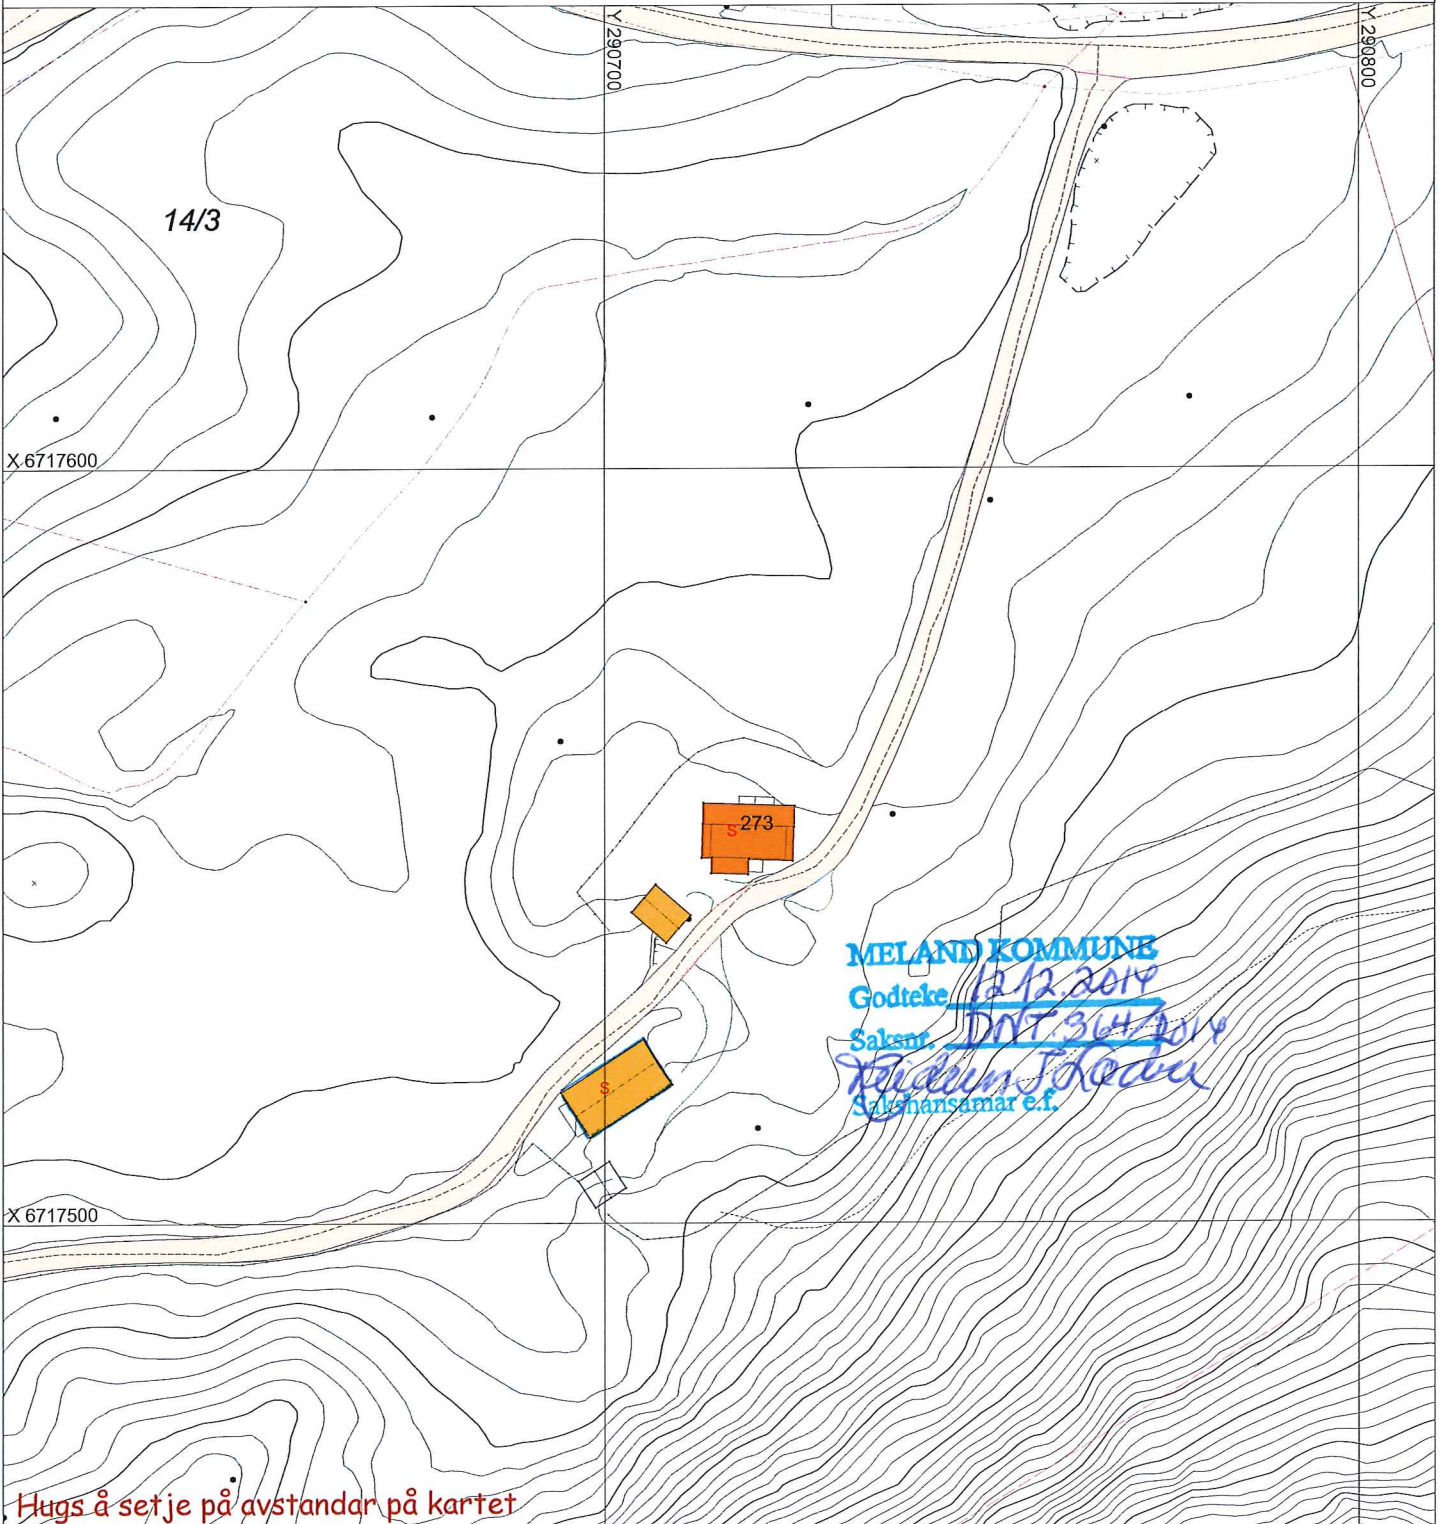 Y 290700
Y 290800
14/3
X 6717600
S 273
MELAND KOMMUNE
Godteke 12.12.2014
Saksnr. DNT. 364/2014
S
Sakshansamar e.f.
X 6717500
Hugs å setje på avstandar på kartet